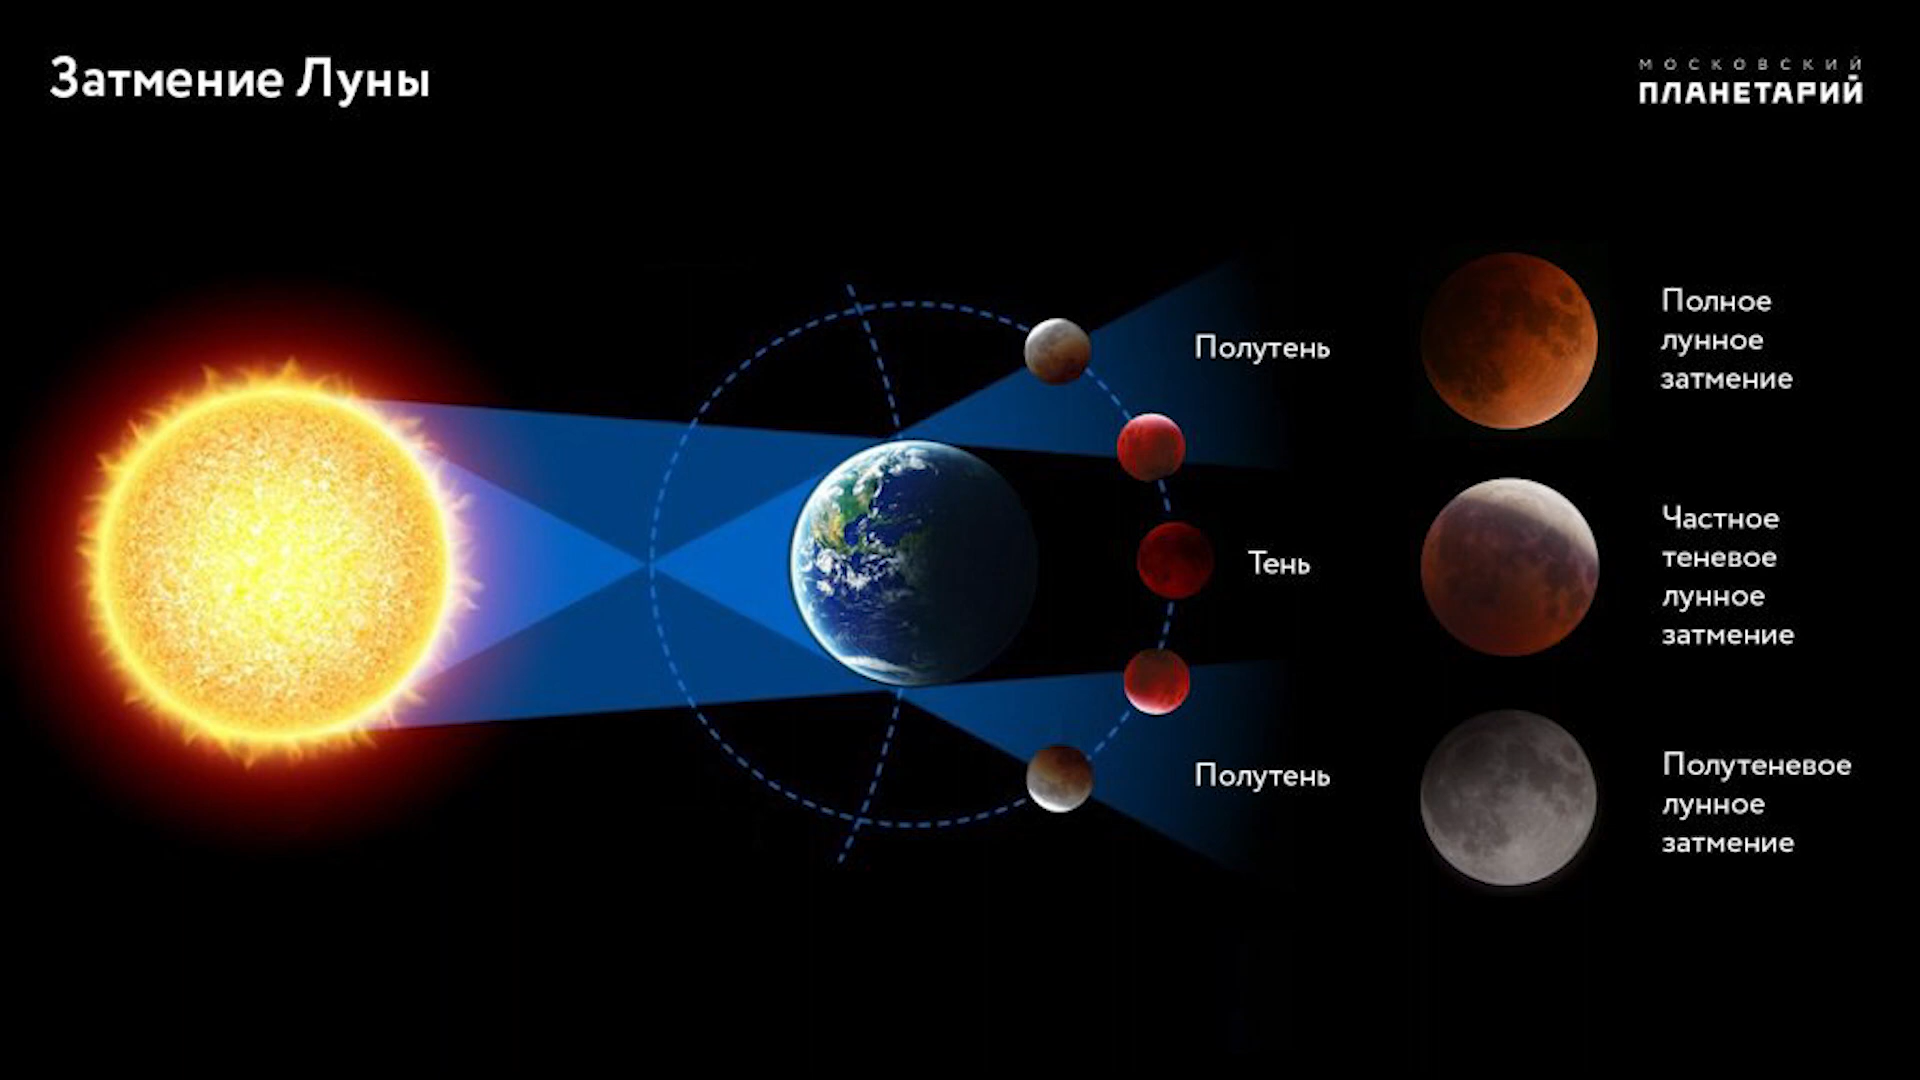 Затмение Луны
МОСКОВСКИЙ
ПЛАНЕТАРИЙ
Полутень
Тень
Полутень
Полное
лунное
затмение
Частное
теневое
лунное
затмение
Полутеневое
лунное
затмение